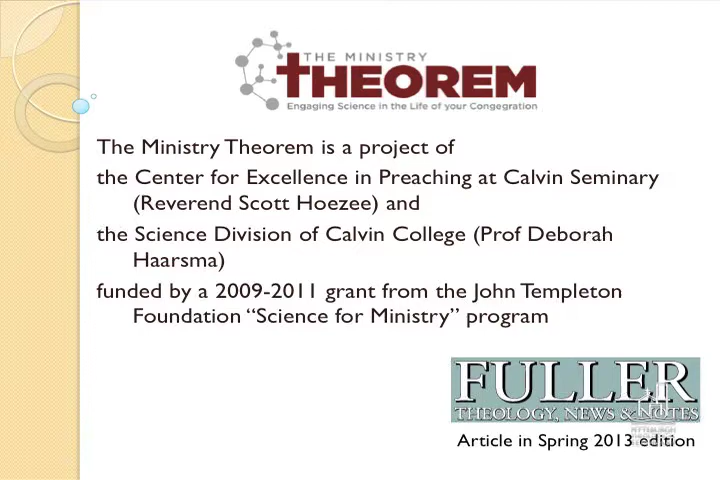 THE MINISTRY
THEOREM
Engaging Science in the Life of your Congregation
The Ministry Theorem is a project of
the Center for Excellence in Preaching at Calvin Seminary
(Reverend Scott Hoezee) and
the Science Division of Calvin College (Prof Deborah
Haarsma)
funded by a 2009-2011 grant from the John Templeton
Foundation “Science for Ministry” program
FULLER
THEOLOGY, NEWS & NOTES
PITTSBURGH
Article in Spring 2013 edition